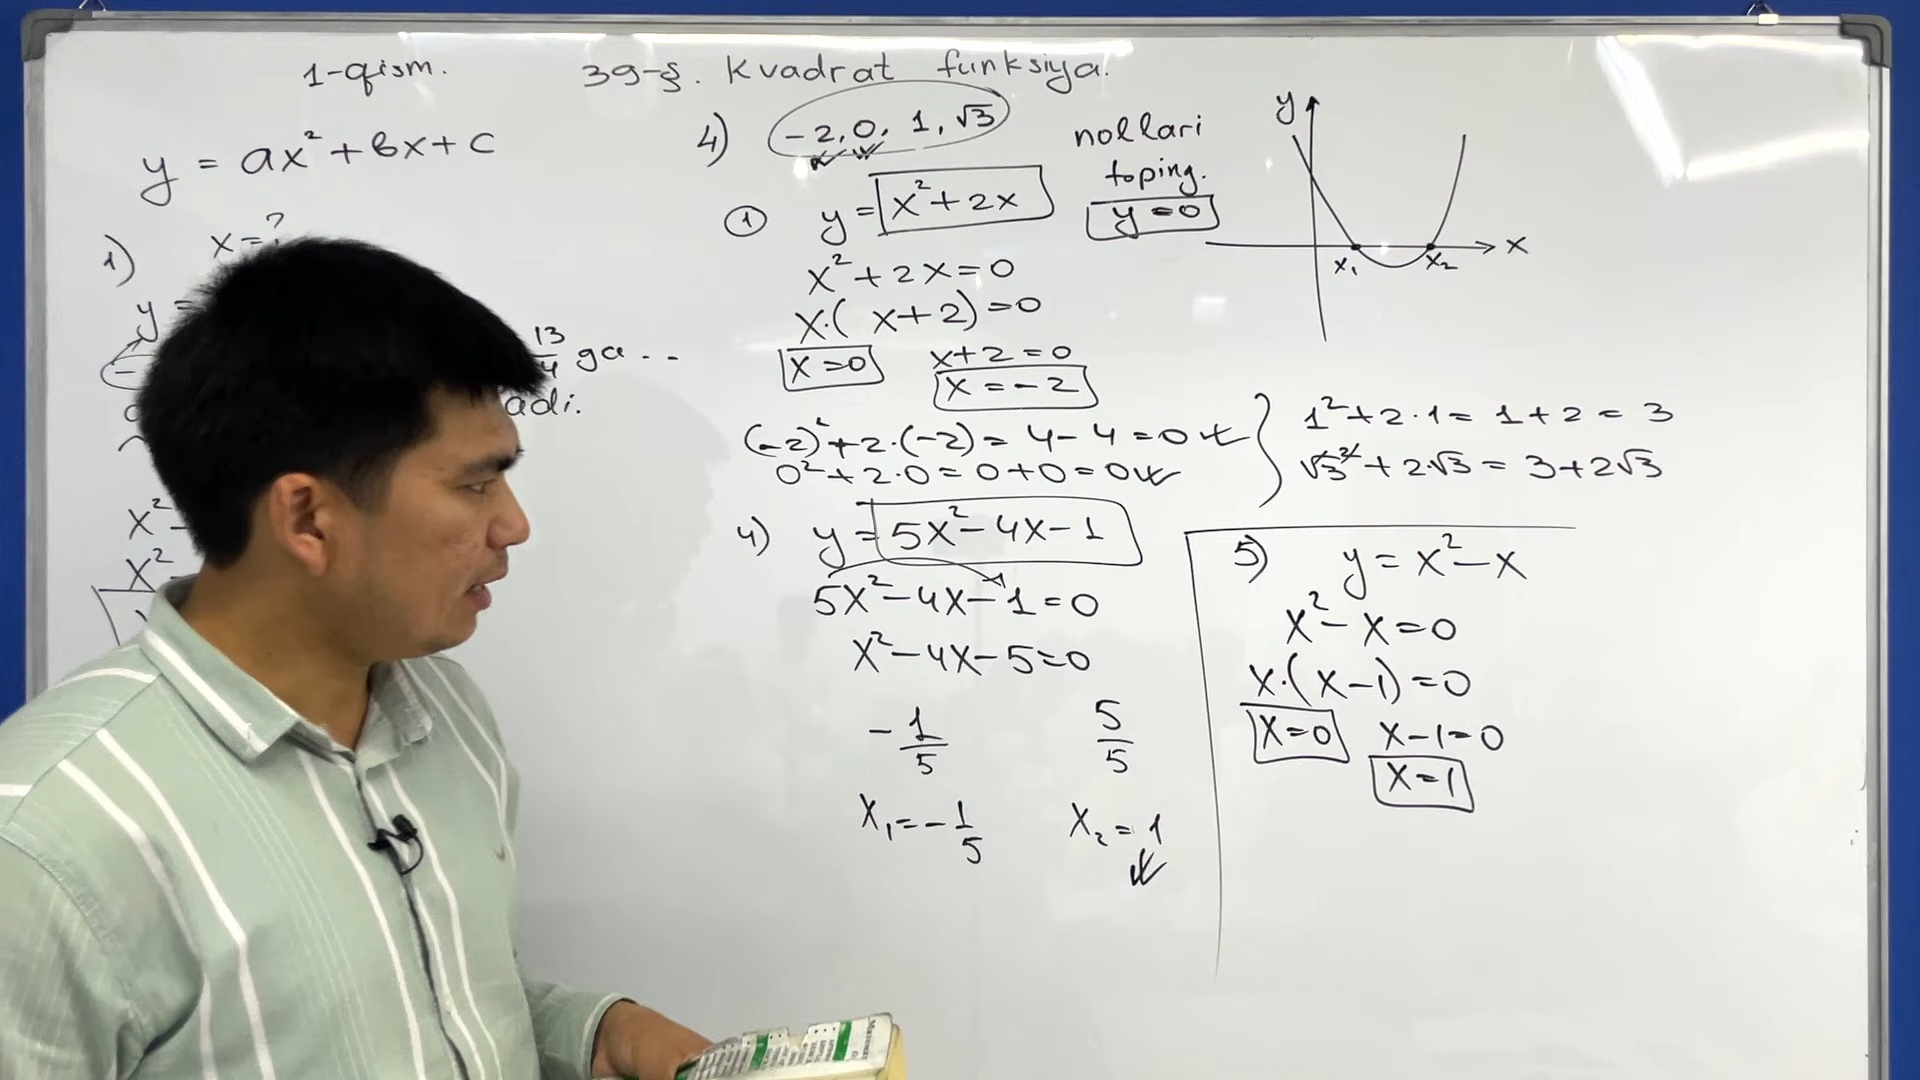 1-qism. 39-§. Kvadrat funksiya.
y = ax² + bx + c
1) x=?
y =
13/4 ga . .
adi.
x² -
x² -
4) -2, 0, 1, √3
nollari
toping.
y = 0
① y = x² + 2x
x² + 2x = 0
x·( x+2) = 0
x = 0 x+2 = 0
x = -2
(-2)² + 2·(-2) = 4 - 4 = 0
0² + 2·0 = 0 + 0 = 0
1² + 2·1 = 1 + 2 = 3
√3² + 2√3 = 3 + 2√3
y
x
x₁ x₂
4) y = 5x² - 4x - 1
5x² - 4x - 1 = 0
x² - 4x - 5 = 0
- 1/5 5/5
x₁ = - 1/5 x₂ = 1
5) y = x² - x
x² - x = 0
x·( x-1) = 0
x = 0 x-1 = 0
x = 1